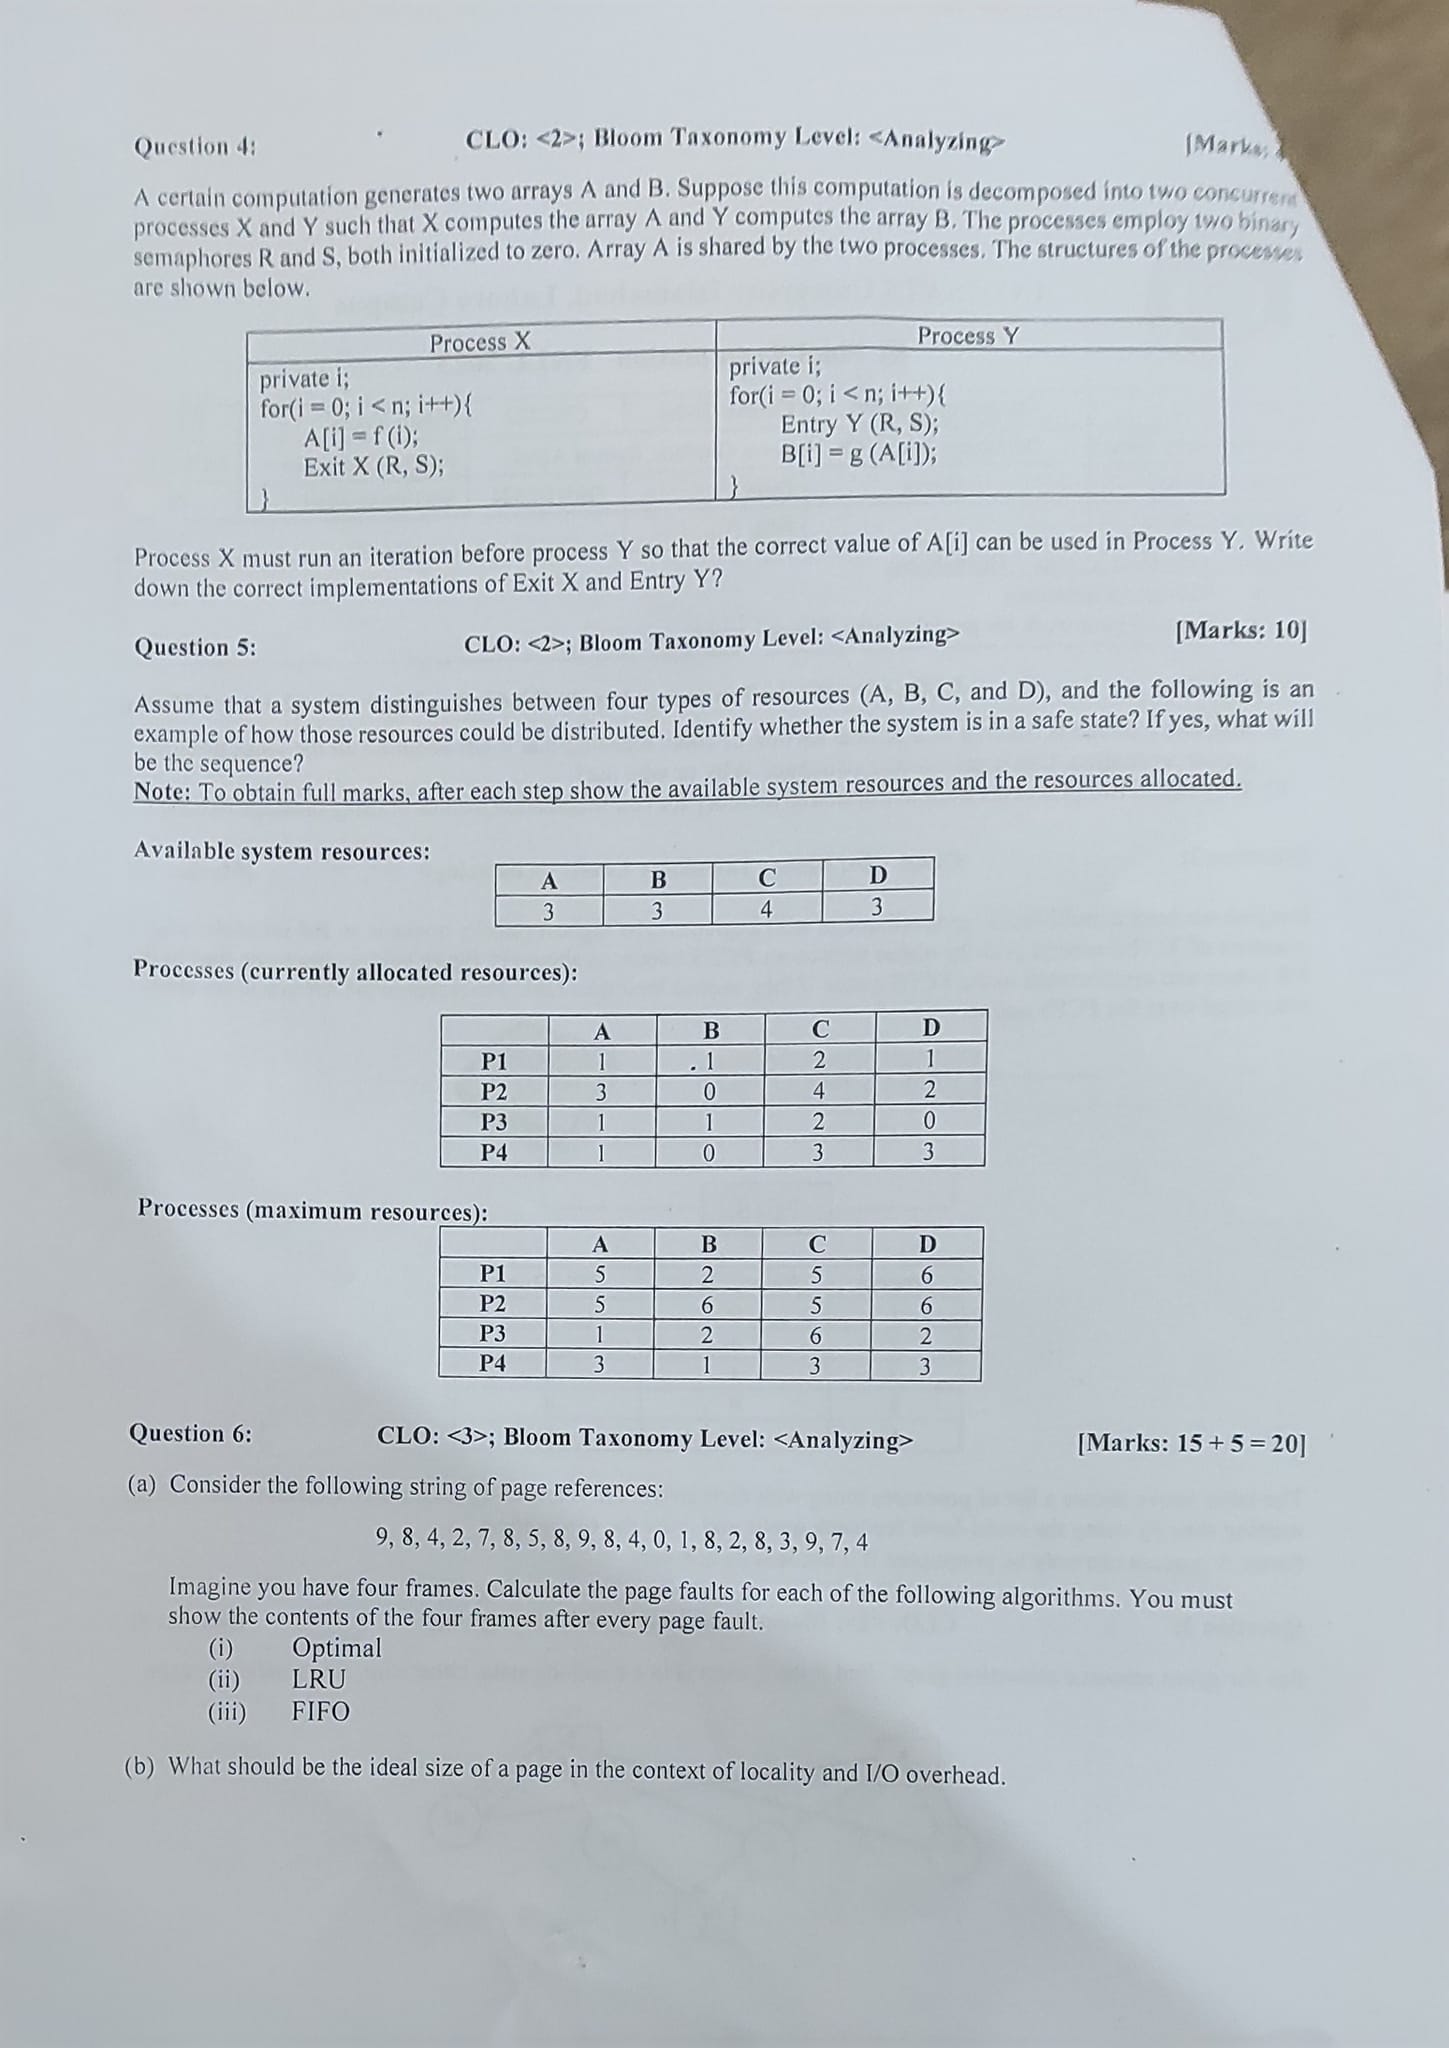 Question 4: CLO: <2>; Bloom Taxonomy Level: <Analyzing> [Marks:
A certain computation generates two arrays A and B. Suppose this computation is decomposed into two concurrent
processes X and Y such that X computes the array A and Y computes the array B. The processes employ two binary
semaphores R and S, both initialized to zero. Array A is shared by the two processes. The structures of the processes
are shown below.
Process X Process Y
private i; private i;
for(i = 0; i < n; i++){ for(i = 0; i < n; i++){
A[i] = f (i); Entry Y (R, S);
Exit X (R, S); B[i] = g (A[i]);
} }
Process X must run an iteration before process Y so that the correct value of A[i] can be used in Process Y. Write
down the correct implementations of Exit X and Entry Y?
Question 5: CLO: <2>; Bloom Taxonomy Level: <Analyzing> [Marks: 10]
Assume that a system distinguishes between four types of resources (A, B, C, and D), and the following is an
example of how those resources could be distributed. Identify whether the system is in a safe state? If yes, what will
be the sequence?
Note: To obtain full marks, after each step show the available system resources and the resources allocated.
Available system resources:
A B C D
3 3 4 3
Processes (currently allocated resources):
A B C D
P1 1 1 2 1
P2 3 0 4 2
P3 1 1 2 0
P4 1 0 3 3
Processes (maximum resources):
A B C D
P1 5 2 5 6
P2 5 6 5 6
P3 1 2 6 2
P4 3 1 3 3
Question 6: CLO: <3>; Bloom Taxonomy Level: <Analyzing> [Marks: 15 + 5 = 20]
(a) Consider the following string of page references:
9, 8, 4, 2, 7, 8, 5, 8, 9, 8, 4, 0, 1, 8, 2, 8, 3, 9, 7, 4
Imagine you have four frames. Calculate the page faults for each of the following algorithms. You must
show the contents of the four frames after every page fault.
(i) Optimal
(ii) LRU
(iii) FIFO
(b) What should be the ideal size of a page in the context of locality and I/O overhead.